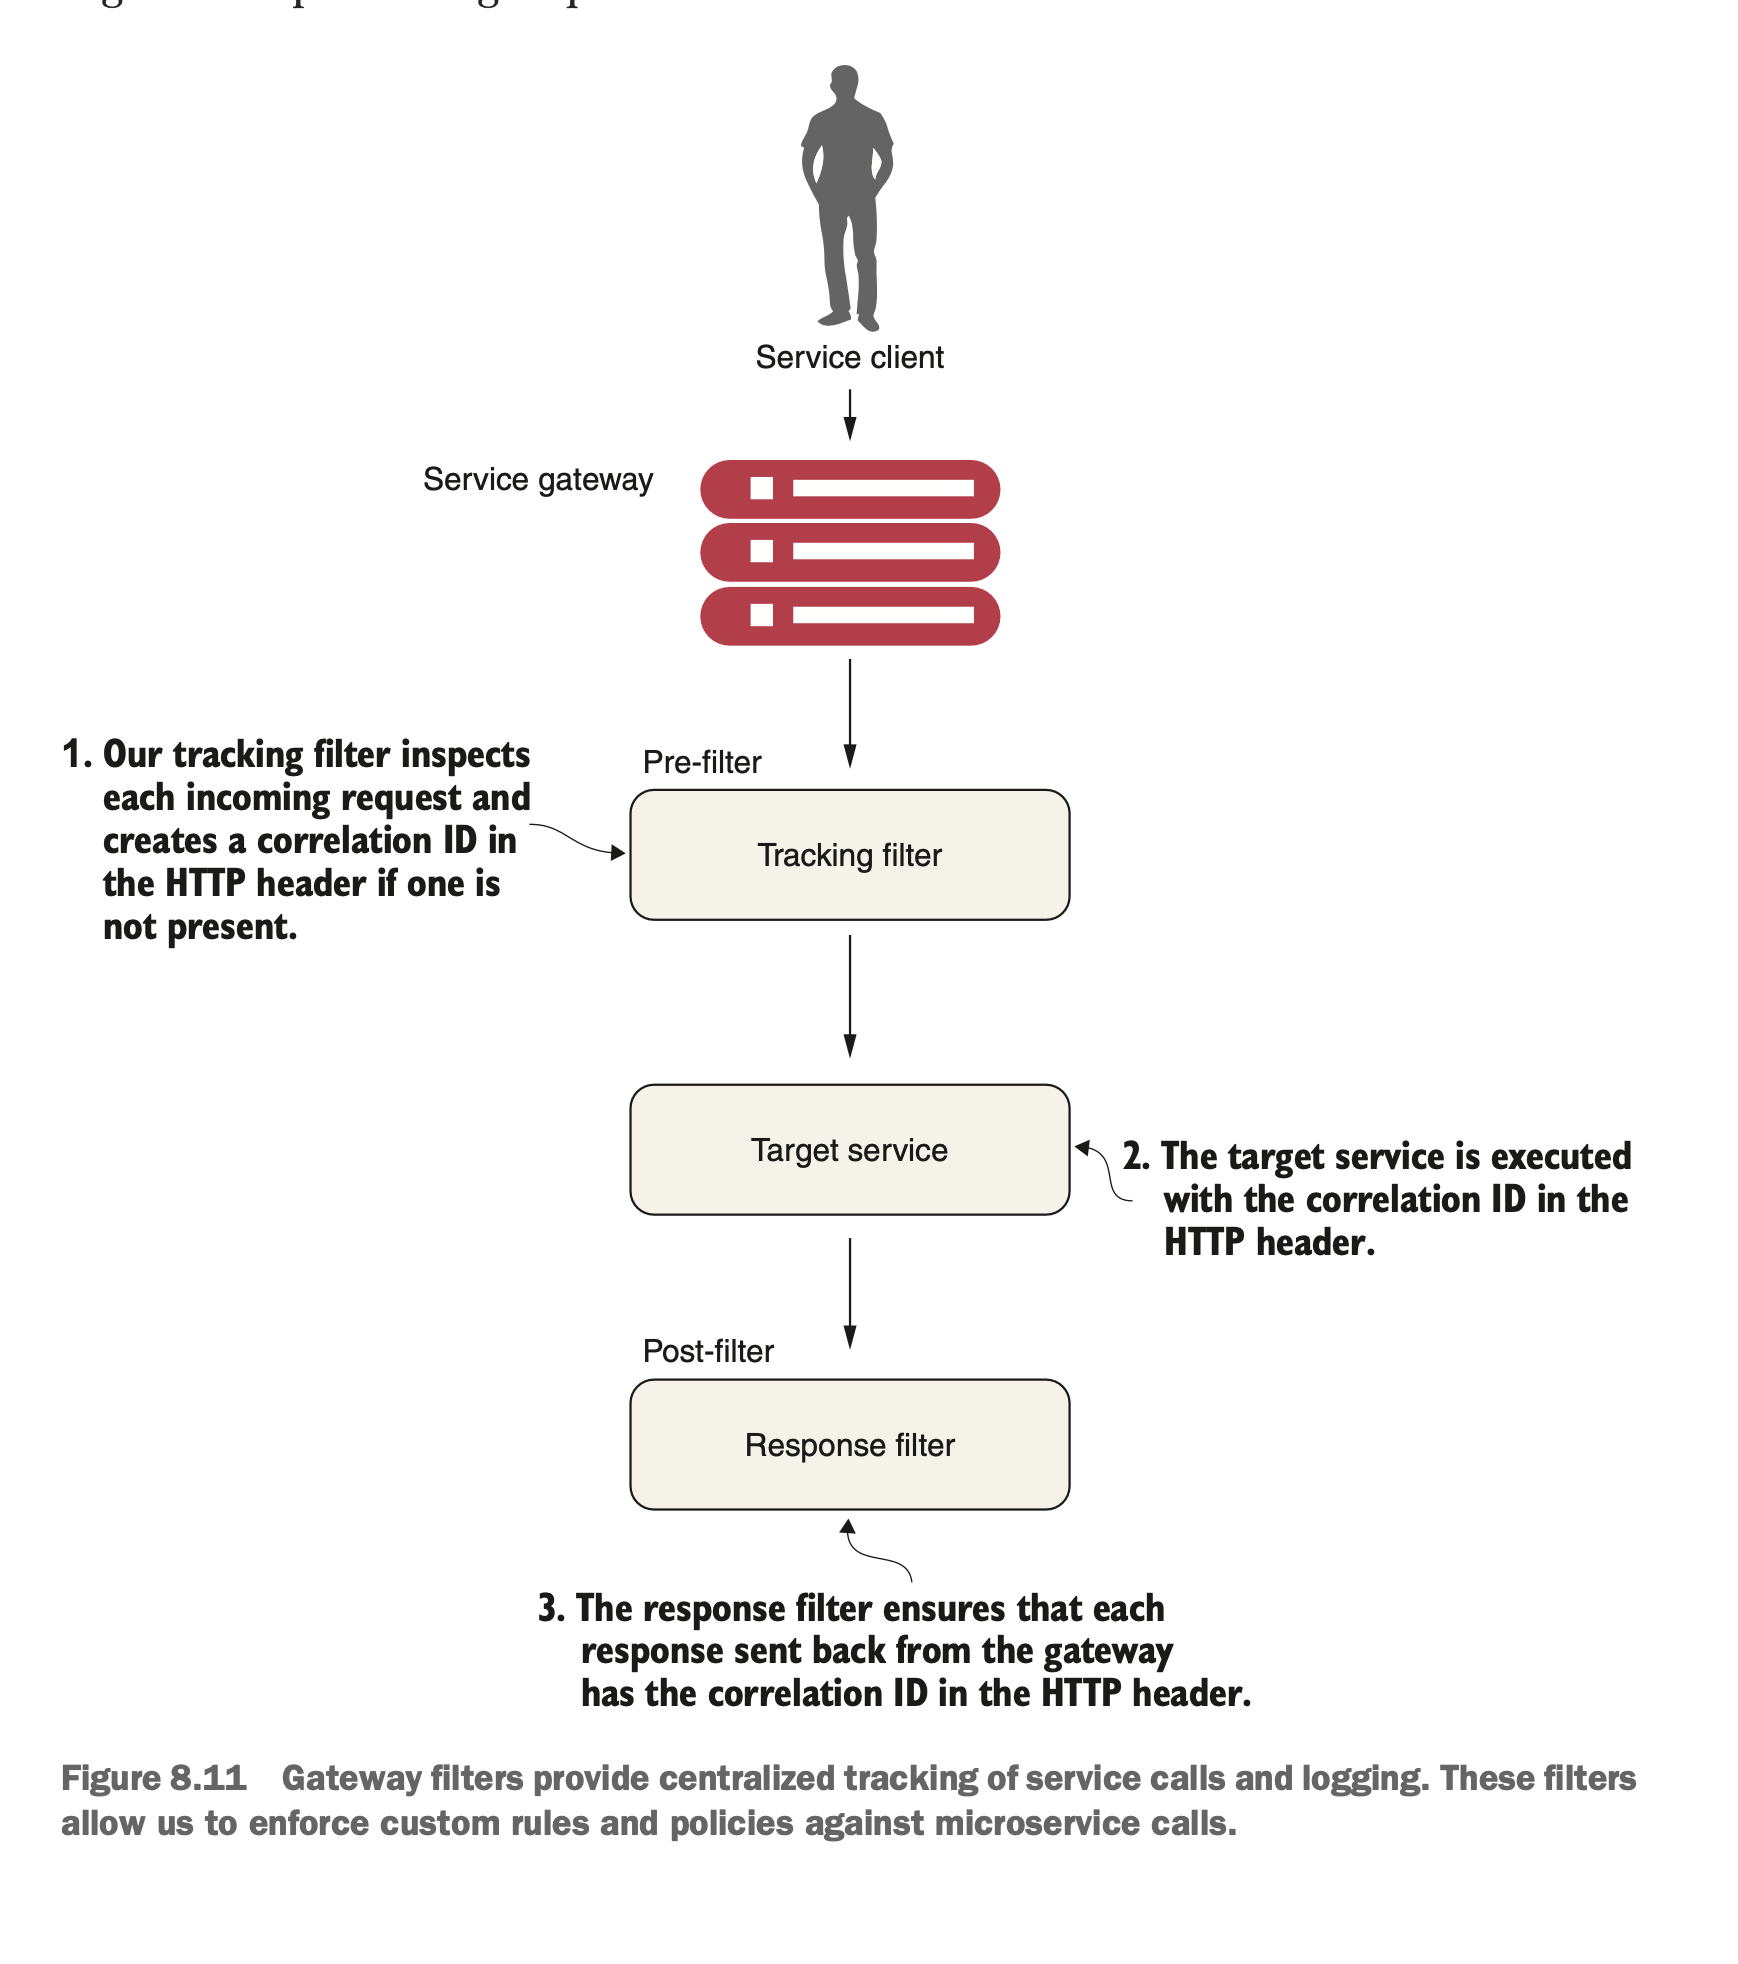 Service client
Service gateway
1. Our tracking filter inspects
each incoming request and
creates a correlation ID in
the HTTP header if one is
not present.
Pre-filter
Tracking filter
Target service
2. The target service is executed
with the correlation ID in the
HTTP header.
Post-filter
Response filter
3. The response filter ensures that each
response sent back from the gateway
has the correlation ID in the HTTP header.
Figure 8.11 Gateway filters provide centralized tracking of service calls and logging. These filters
allow us to enforce custom rules and policies against microservice calls.